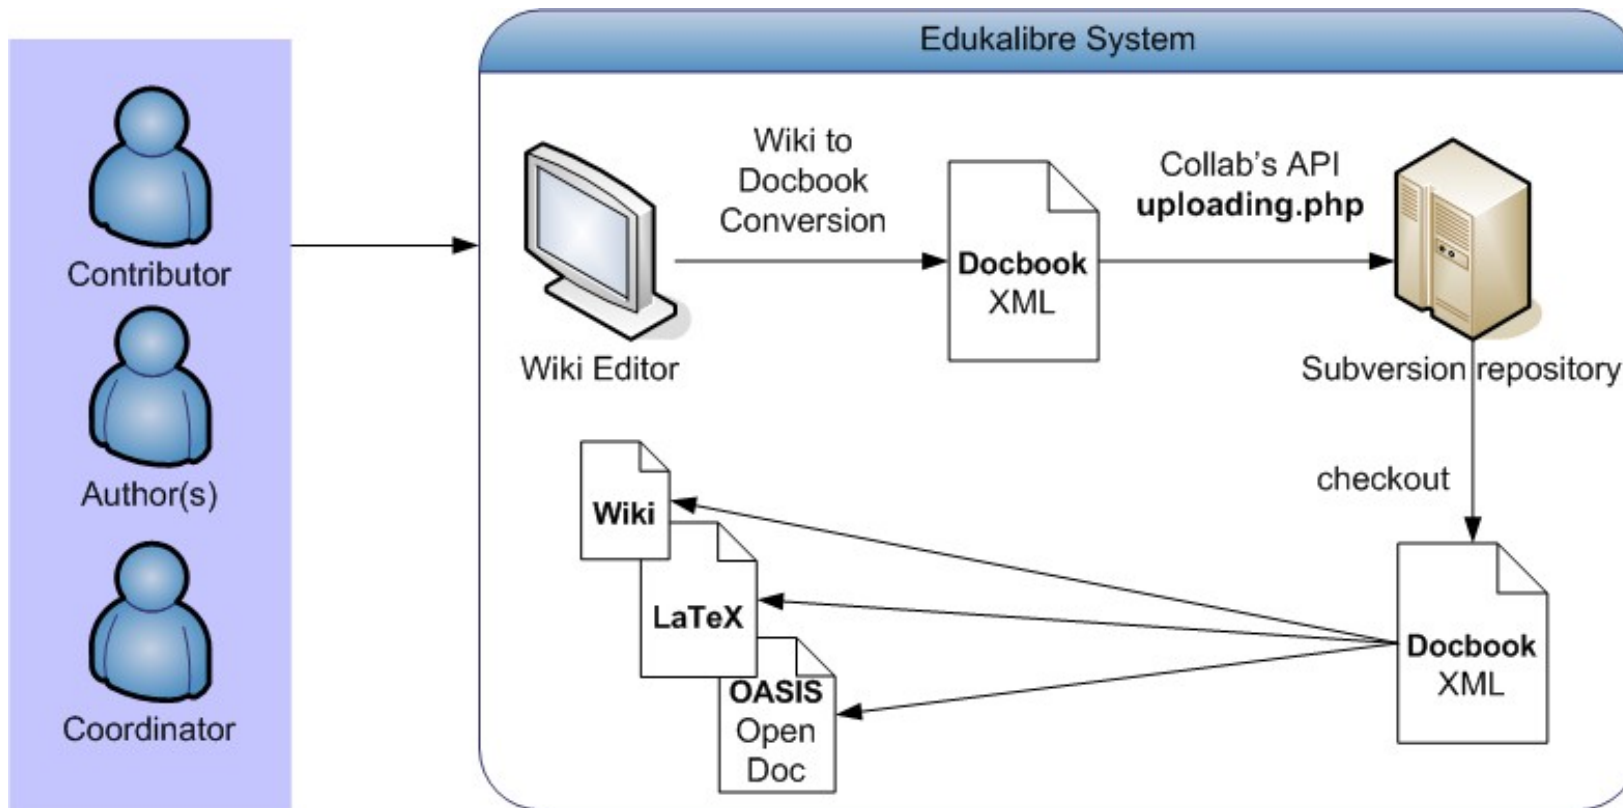 Edukalibre System
Contributor
Author(s)
Coordinator
Wiki Editor
Wiki to
Docbook
Conversion
Docbook
XML
Collab's API
uploading.php
Subversion repository
checkout
Docbook
XML
Wiki
LaTeX
OASIS
Open
Doc